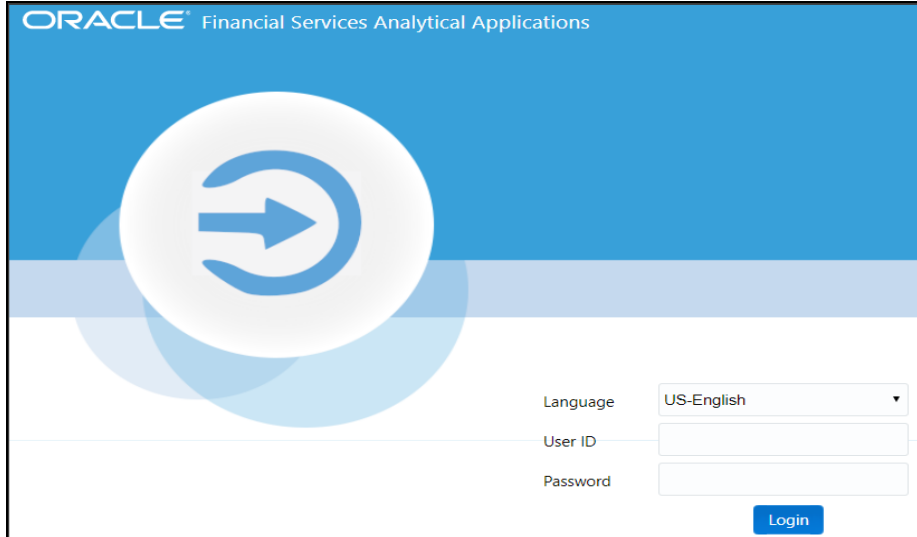 ORACLE® Financial Services Analytical Applications
Language US-English
User ID
Password
Login